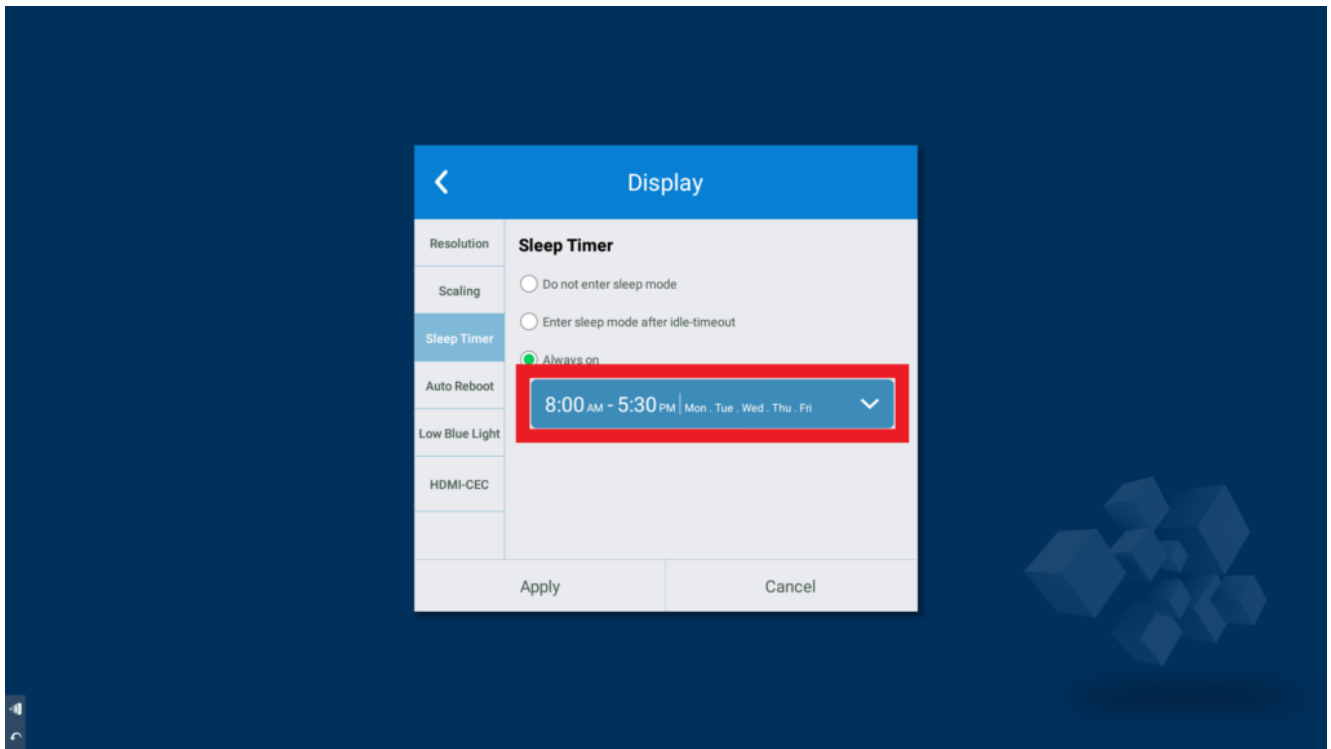 Display
Resolution
Scaling
Sleep Timer
Auto Reboot
Low Blue Light
HDMI-CEC
Sleep Timer
Do not enter sleep mode
Enter sleep mode after idle-timeout
Always on
8:00 AM - 5:30 PM | Mon . Tue . Wed . Thu . Fri
Apply
Cancel